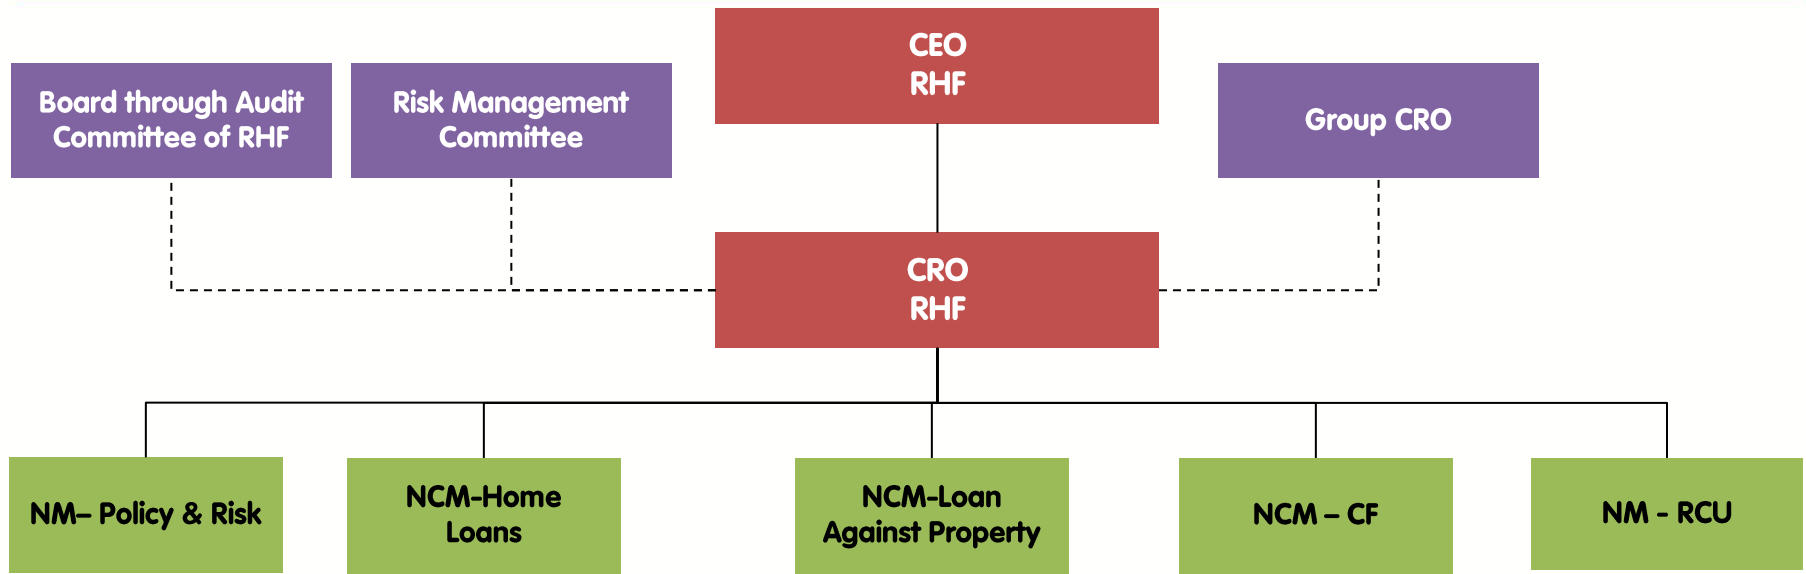 CEO
RHF
Board through Audit
Committee of RHF
Risk Management
Committee
Group CRO
CRO
RHF
NM– Policy & Risk
NCM-Home
Loans
NCM-Loan
Against Property
NCM – CF
NM - RCU